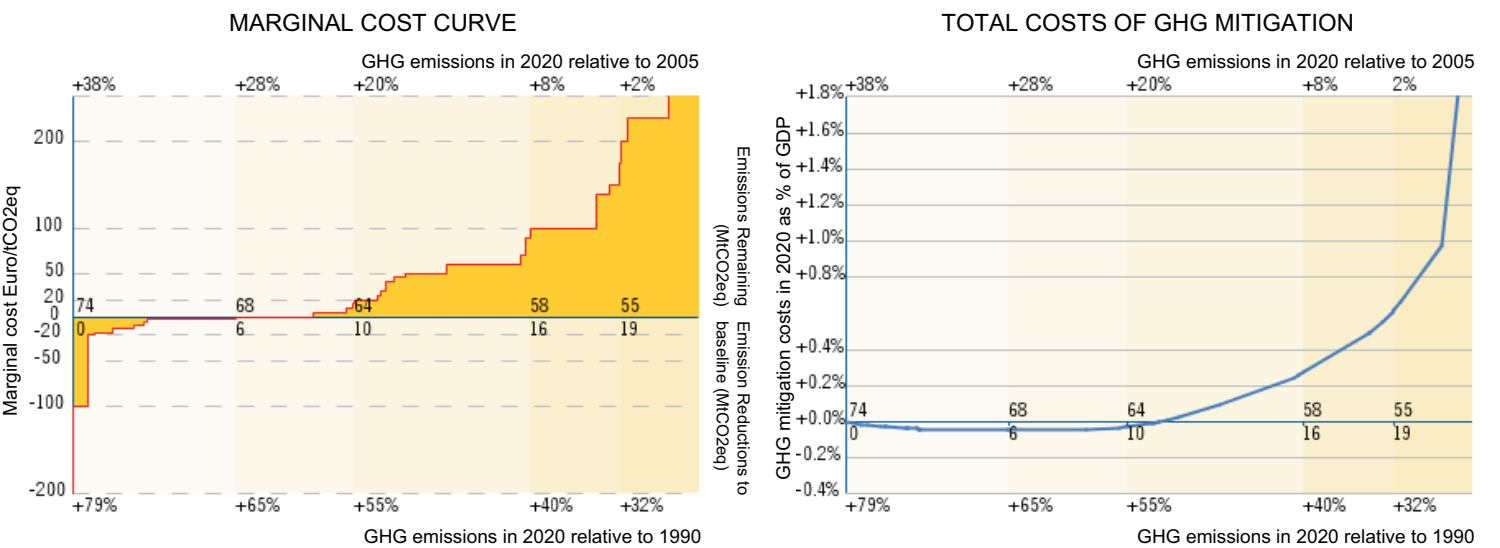 MARGINAL COST CURVE
GHG emissions in 2020 relative to 2005
+38% +28% +20% +8% +2%
Marginal cost Euro/tCO2eq
200
100
50
20
0
-20
-50
-100
-200
74 68 64 58 55
0 6 10 16 19
+79% +65% +55% +40% +32%
GHG emissions in 2020 relative to 1990
Emissions Remaining
(MtCO2eq)
Emission Reductions to
baseline (MtCO2eq)
TOTAL COSTS OF GHG MITIGATION
GHG emissions in 2020 relative to 2005
+38% +28% +20% +8% 2%
GHG mitigation costs in 2020 as % of GDP
+1.8%
+1.6%
+1.4%
+1.2%
+1.0%
+0.8%
+0.4%
+0.2%
+0.0%
-0.2%
-0.4%
74 68 64 58 55
0 6 10 16 19
+79% +65% +55% +40% +32%
GHG emissions in 2020 relative to 1990